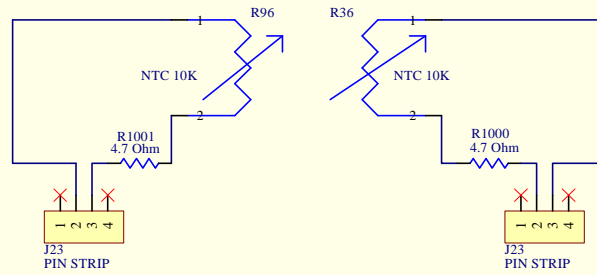 R96
R36
1
1
NTC 10K
NTC 10K
2
2
R1001
4.7 Ohm
R1000
4.7 Ohm
1 2 3 4
1 2 3 4
J23
PIN STRIP
J23
PIN STRIP